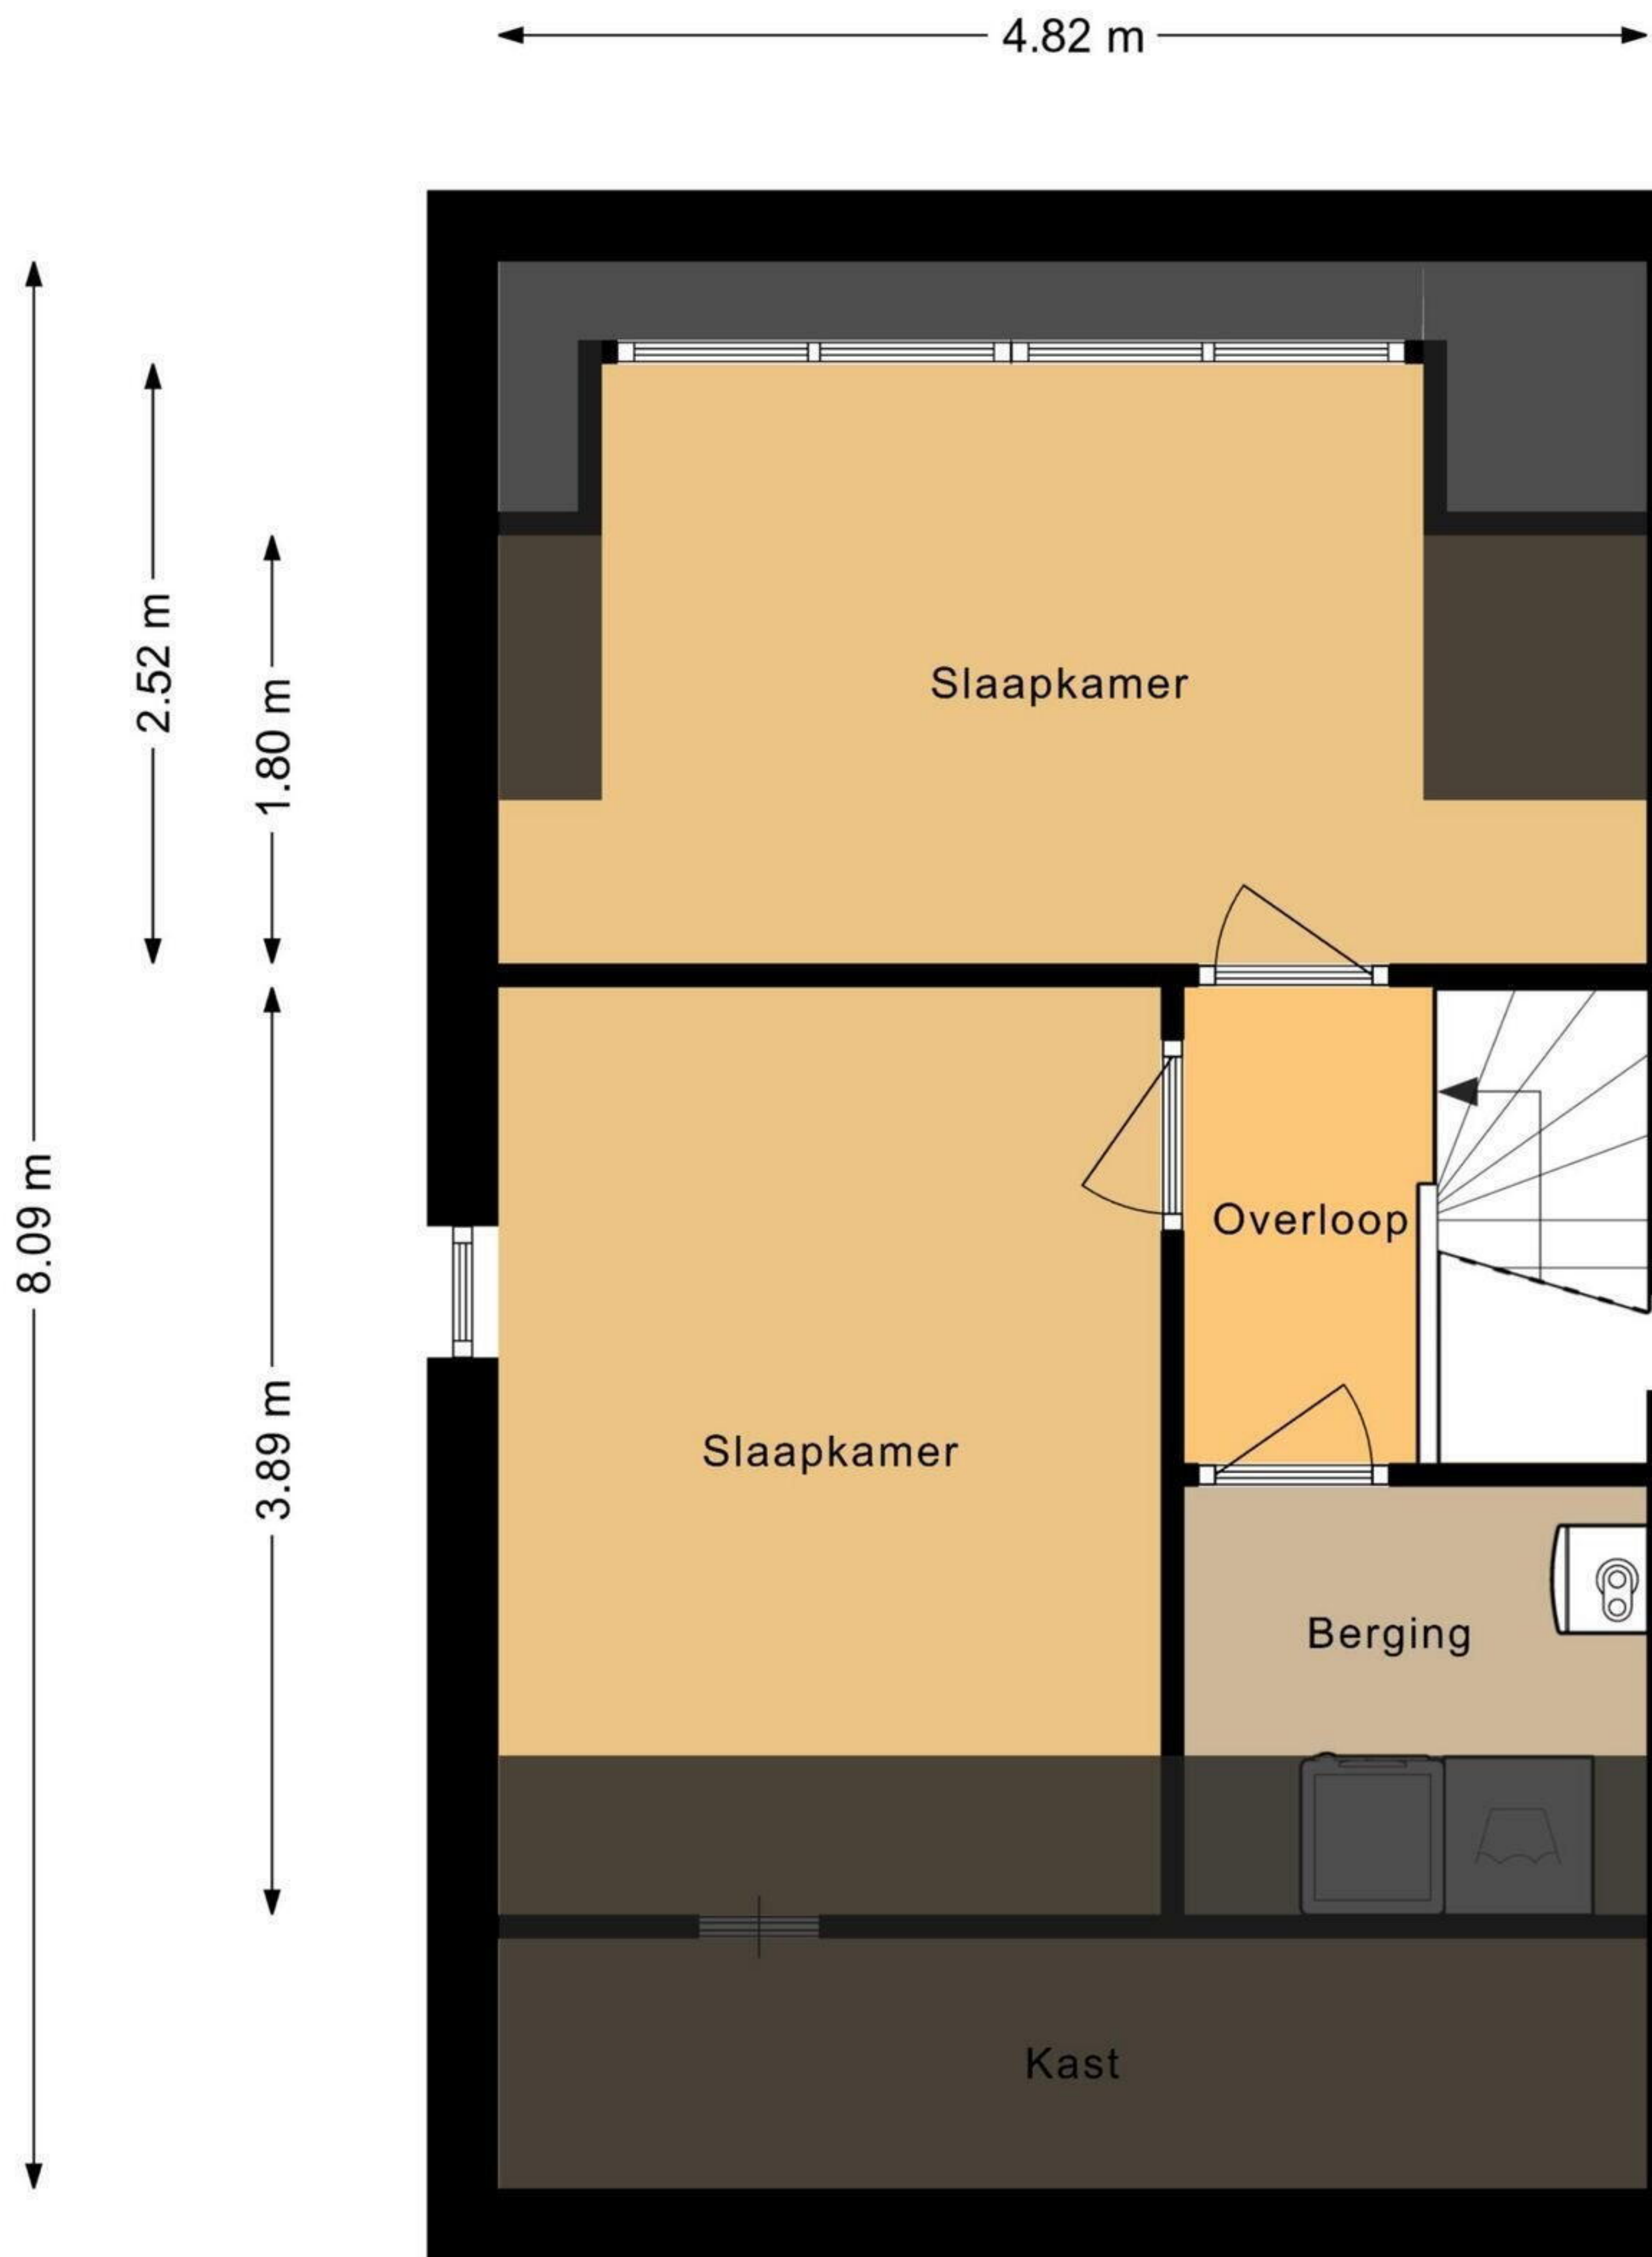 4.82 m
8.09 m
2.52 m
1.80 m
3.89 m
Slaapkamer
Overloop
Slaapkamer
Berging
Kast